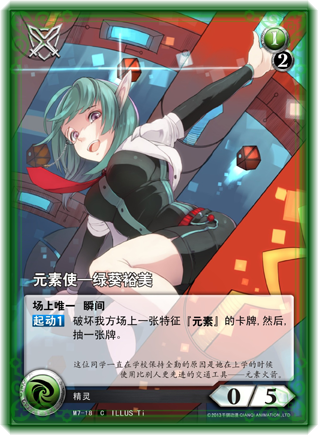 1
2
元素使—绿葵裕美
场上唯一 瞬间
起动1 破坏我方场上一张特征『元素』的卡牌,然后,
抽一张牌。
这位同学一直在学校保持全勤的原因是她在上学的时候
使用比别人更先进的交通工具——元素火箭。
精灵
0 / 5
M7-18 C ILLUS Ti